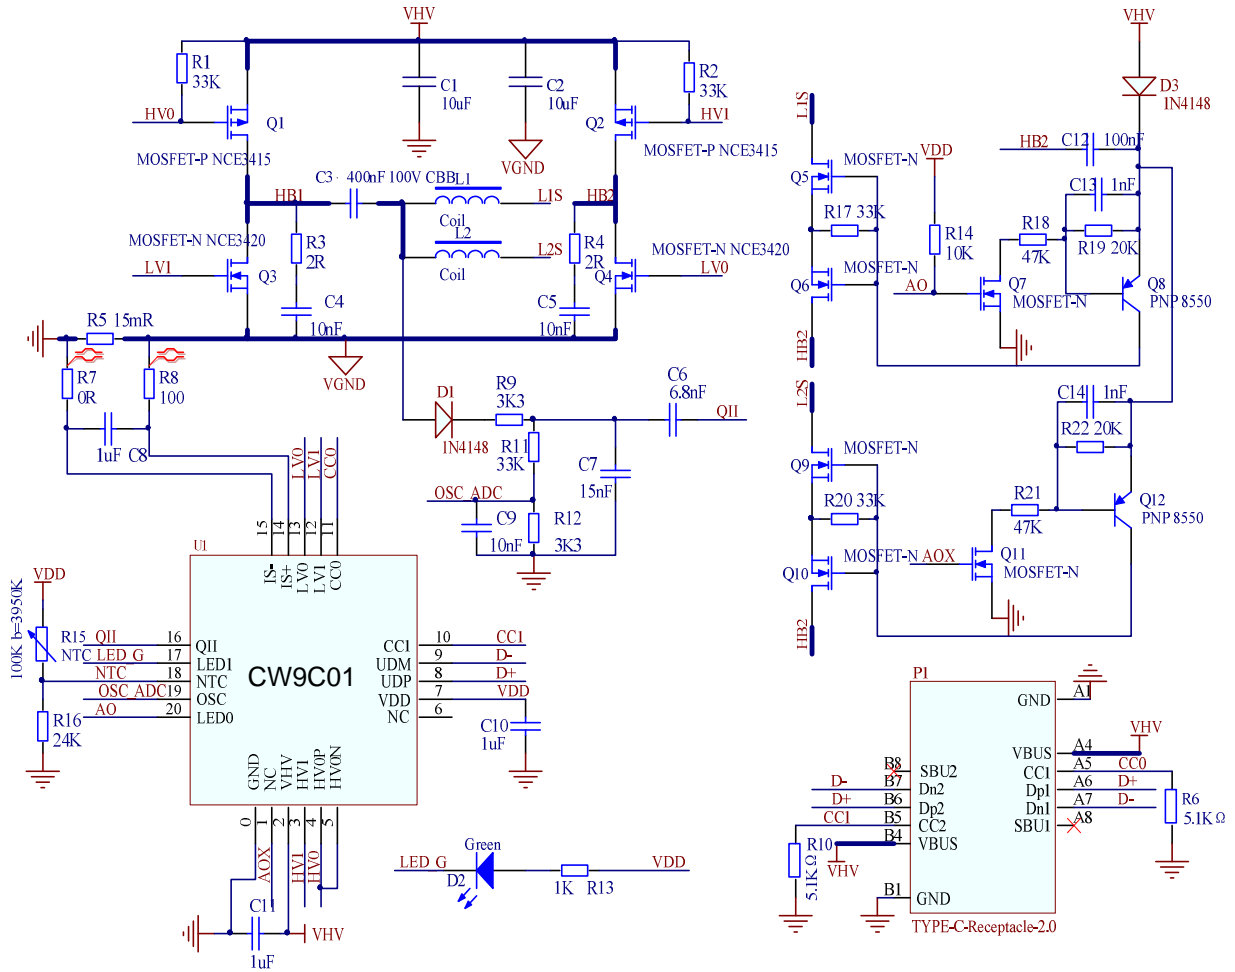 VHV
R1
33K
HV0
Q1
MOSFET-P NCE3415
C1
10uF
C2
10uF
VGND
R2
33K
HV1
Q2
MOSFET-P NCE3415
C3 400nF 100V CBB
HB1
L1
Coil
L1S
HB2
L2
Coil
L2S
MOSFET-N NCE3420
LV1
Q3
R3
2R
C4
10nF
R4
2R
C5
10nF
MOSFET-N NCE3420
LV0
Q4
R5 15mR
VGND
R7
0R
R8
100
1uF C8
D1
1N4148
R9
3K3
C6
6.8nF
QII
R11
33K
C7
15nF
OSC_ADC
C9
10nF
R12
3K3
LV0
LV1
CC0
VHV
D3
1N4148
L1S
HB2
C12
100nF
MOSFET-N
Q5
VDD
C13 1nF
R17 33K
R14
10K
R18
47K
R19 20K
MOSFET-N
Q6
AO
Q7
MOSFET-N
Q8
PNP 8550
HB2
L2S
C14 1nF
R22 20K
MOSFET-N
Q9
R20 33K
R21
47K
Q12
PNP 8550
MOSFET-N
Q10
AOX
Q11
MOSFET-N
HB2
U1
15
14
13
12
11
IS-
IS+
LV0
LV1
CC0
VDD
100K b=3950K
R15
NTC
QII
16
QII
LED_G
17
LED1
NTC
18
NTC
OSC_ADC
19
OSC
AO
20
LED0
R16
24K
CW9C01
CC1
10
CC1
UDM
9
D-
UDP
8
D+
VDD
7
VDD
NC
6
C10
1uF
GND
NC
VHV
HV1
HV0P
HV0N
0
1
2
3
4
5
AOX
HV1
HV0
C11
1uF
VHV
LED_G
Green
D2
1K R13
VDD
P1
GND
A1
VBUS
A4
VHV
CC1
A5
CC0
Dp1
A6
D+
Dn1
A7
D-
SBU1
A8
R6
5.1KΩ
B8
SBU2
D-
B7
Dn2
D+
B6
Dp2
CC1
B5
CC2
B4
VBUS
R10
5.1KΩ
VHV
B1
GND
TYPE-C-Receptacle-2.0